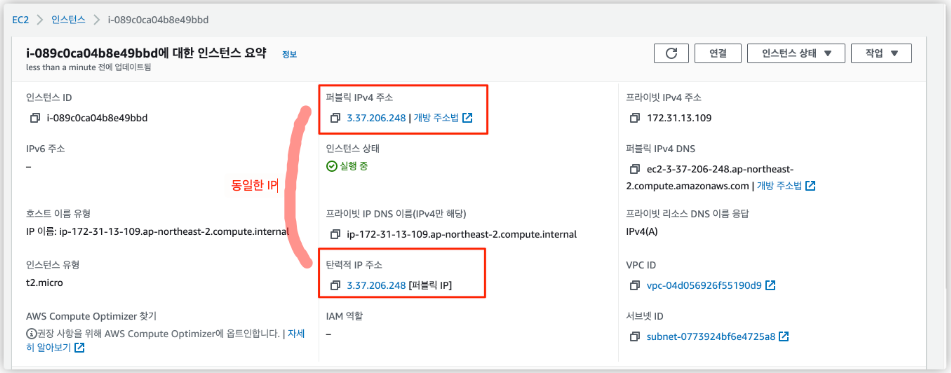 EC2 > 인스턴스 > i-089c0ca04b8e49bbd
i-089c0ca04b8e49bbd에 대한 인스턴스 요약 정보
less than a minute 전에 업데이트됨
연결
인스턴스 상태
작업
인스턴스 ID
i-089c0ca04b8e49bbd
퍼블릭 IPv4 주소
3.37.206.248 | 개방 주소법
프라이빗 IPv4 주소
172.31.13.109
IPv6 주소
–
인스턴스 상태
실행 중
퍼블릭 IPv4 DNS
ec2-3-37-206-248.ap-northeast-
2.compute.amazonaws.com | 개방 주소법
동일한 IP
호스트 이름 유형
IP 이름: ip-172-31-13-109.ap-northeast-2.compute.internal
프라이빗 IP DNS 이름(IPv4만 해당)
ip-172-31-13-109.ap-northeast-2.compute.internal
프라이빗 리소스 DNS 이름 응답
IPv4(A)
인스턴스 유형
t2.micro
탄력적 IP 주소
3.37.206.248 [퍼블릭 IP]
VPC ID
vpc-04d056926f55190d9
AWS Compute Optimizer 찾기
권장 사항을 위해 AWS Compute Optimizer에 옵트인합니다. | 자세
히 알아보기
IAM 역할
–
서브넷 ID
subnet-0773924bf6e4725a8